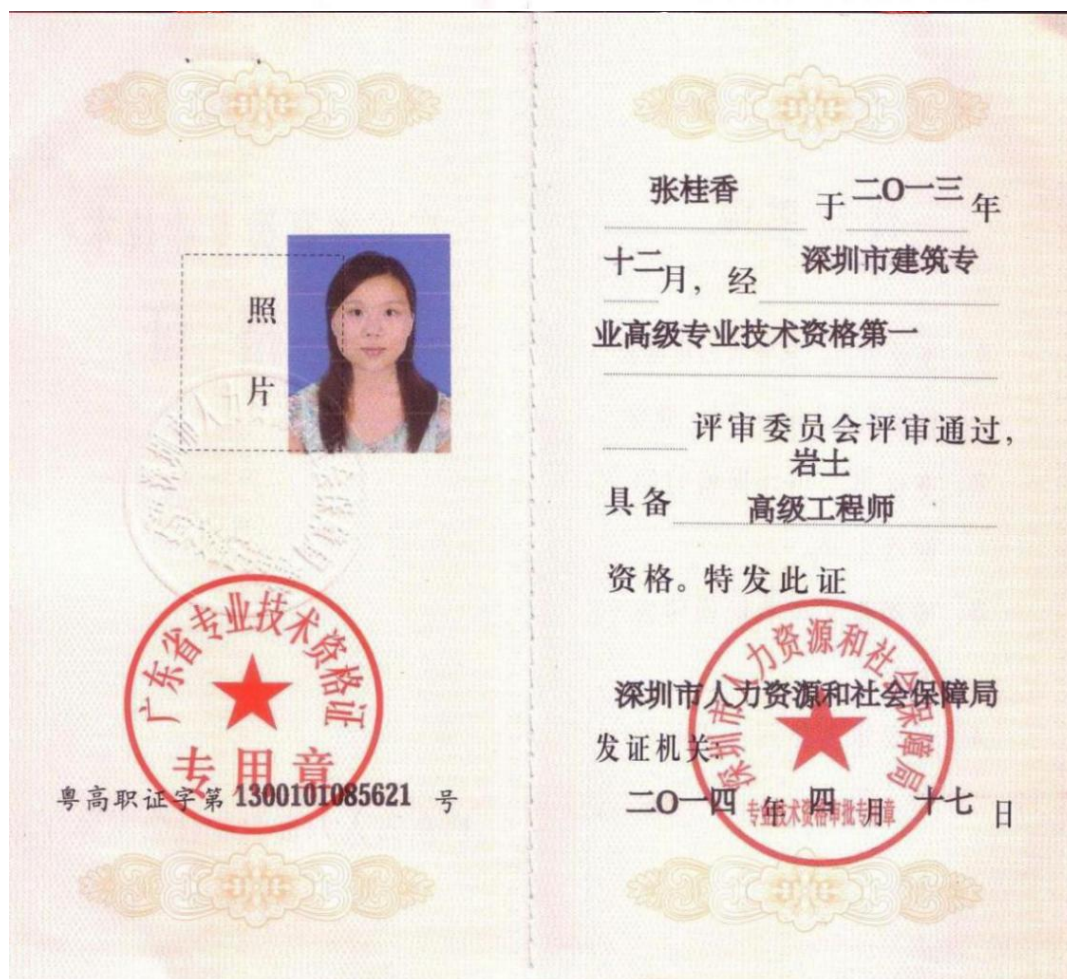 照
片
广东省专业技术资格证
专用章
粤高职证字第 1300101085621 号
张桂香 于 二O一三 年
十二 月，经 深圳市建筑专
业高级专业技术资格第一
评审委员会评审通过，
岩土
具备 高级工程师
资格。特发此证
深圳市人力资源和社会保障局
深圳市人力资源和社会保障局
发证机关：
二O一四 年 四 月 十七 日
专业技术资格审批专用章